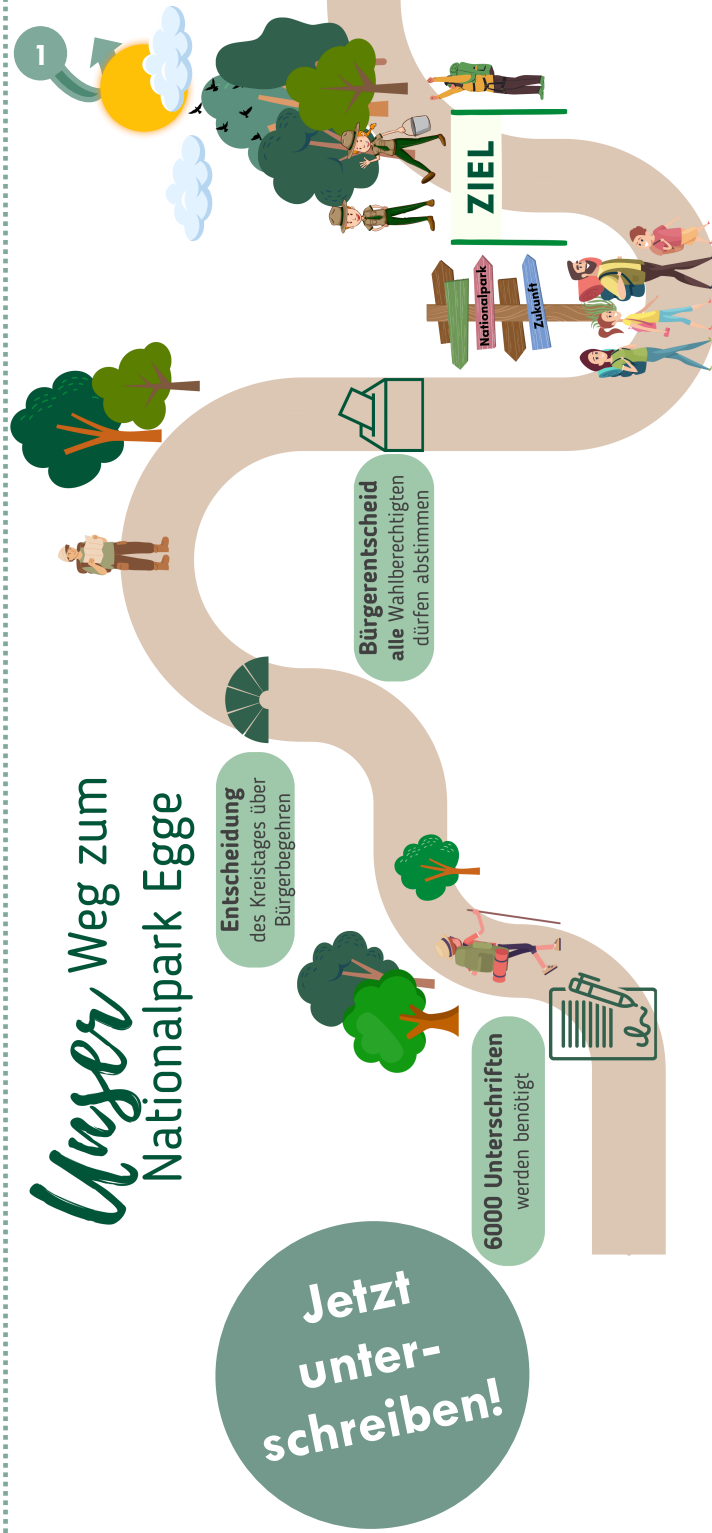 1
Unser Weg zum
Nationalpark Egge
Jetzt
unter-
schreiben!
6000 Unterschriften
werden benötigt
Entscheidung
des Kreistages über
Bürgerbegehren
Bürgerentscheid
alle Wahlberechtigten
dürfen abstimmen
Nationalpark
Zukunft
ZIEL